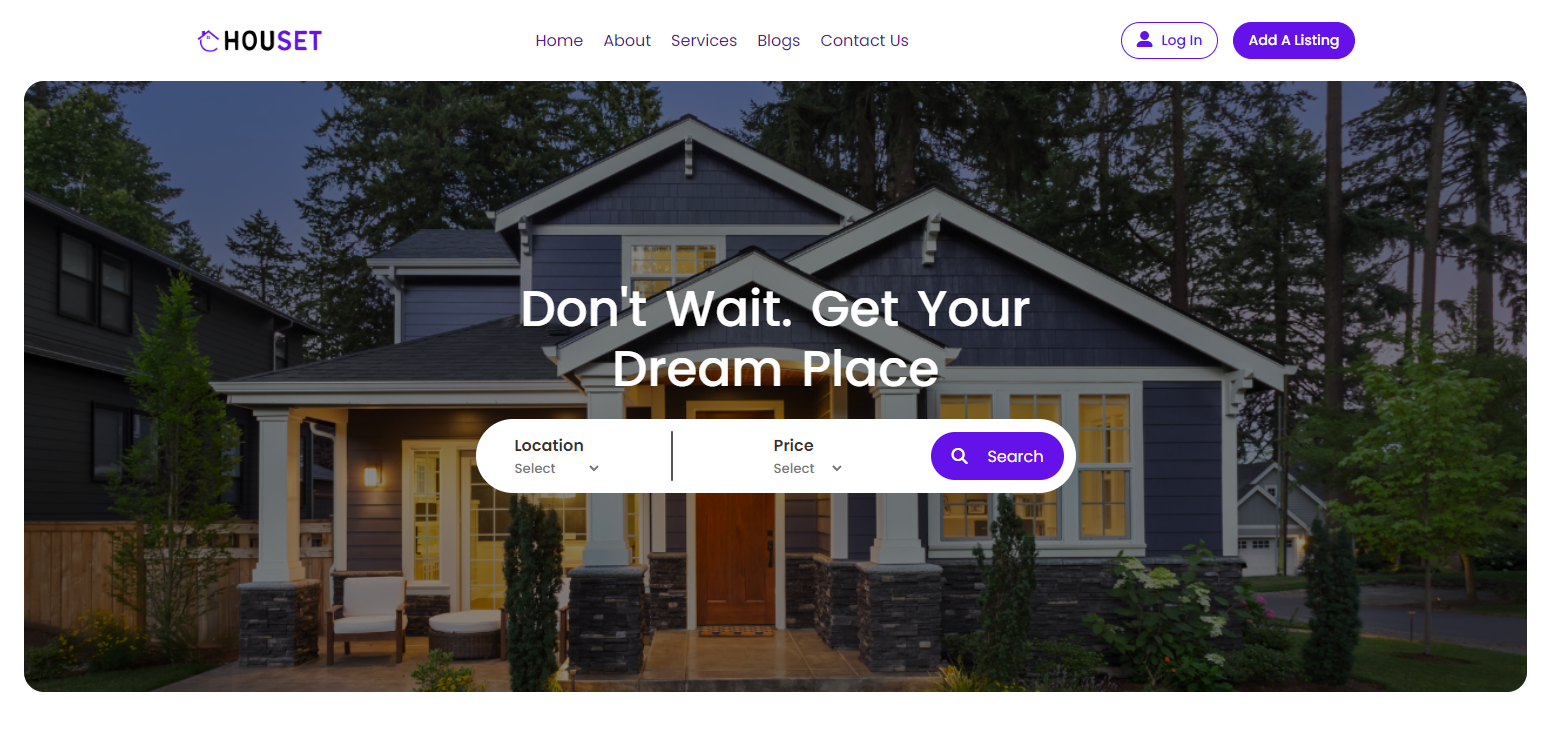 HOUSET
Home About Services Blogs Contact Us
Log In
Add A Listing
Don't Wait. Get Your
Dream Place
Location
Select
Price
Select
Search